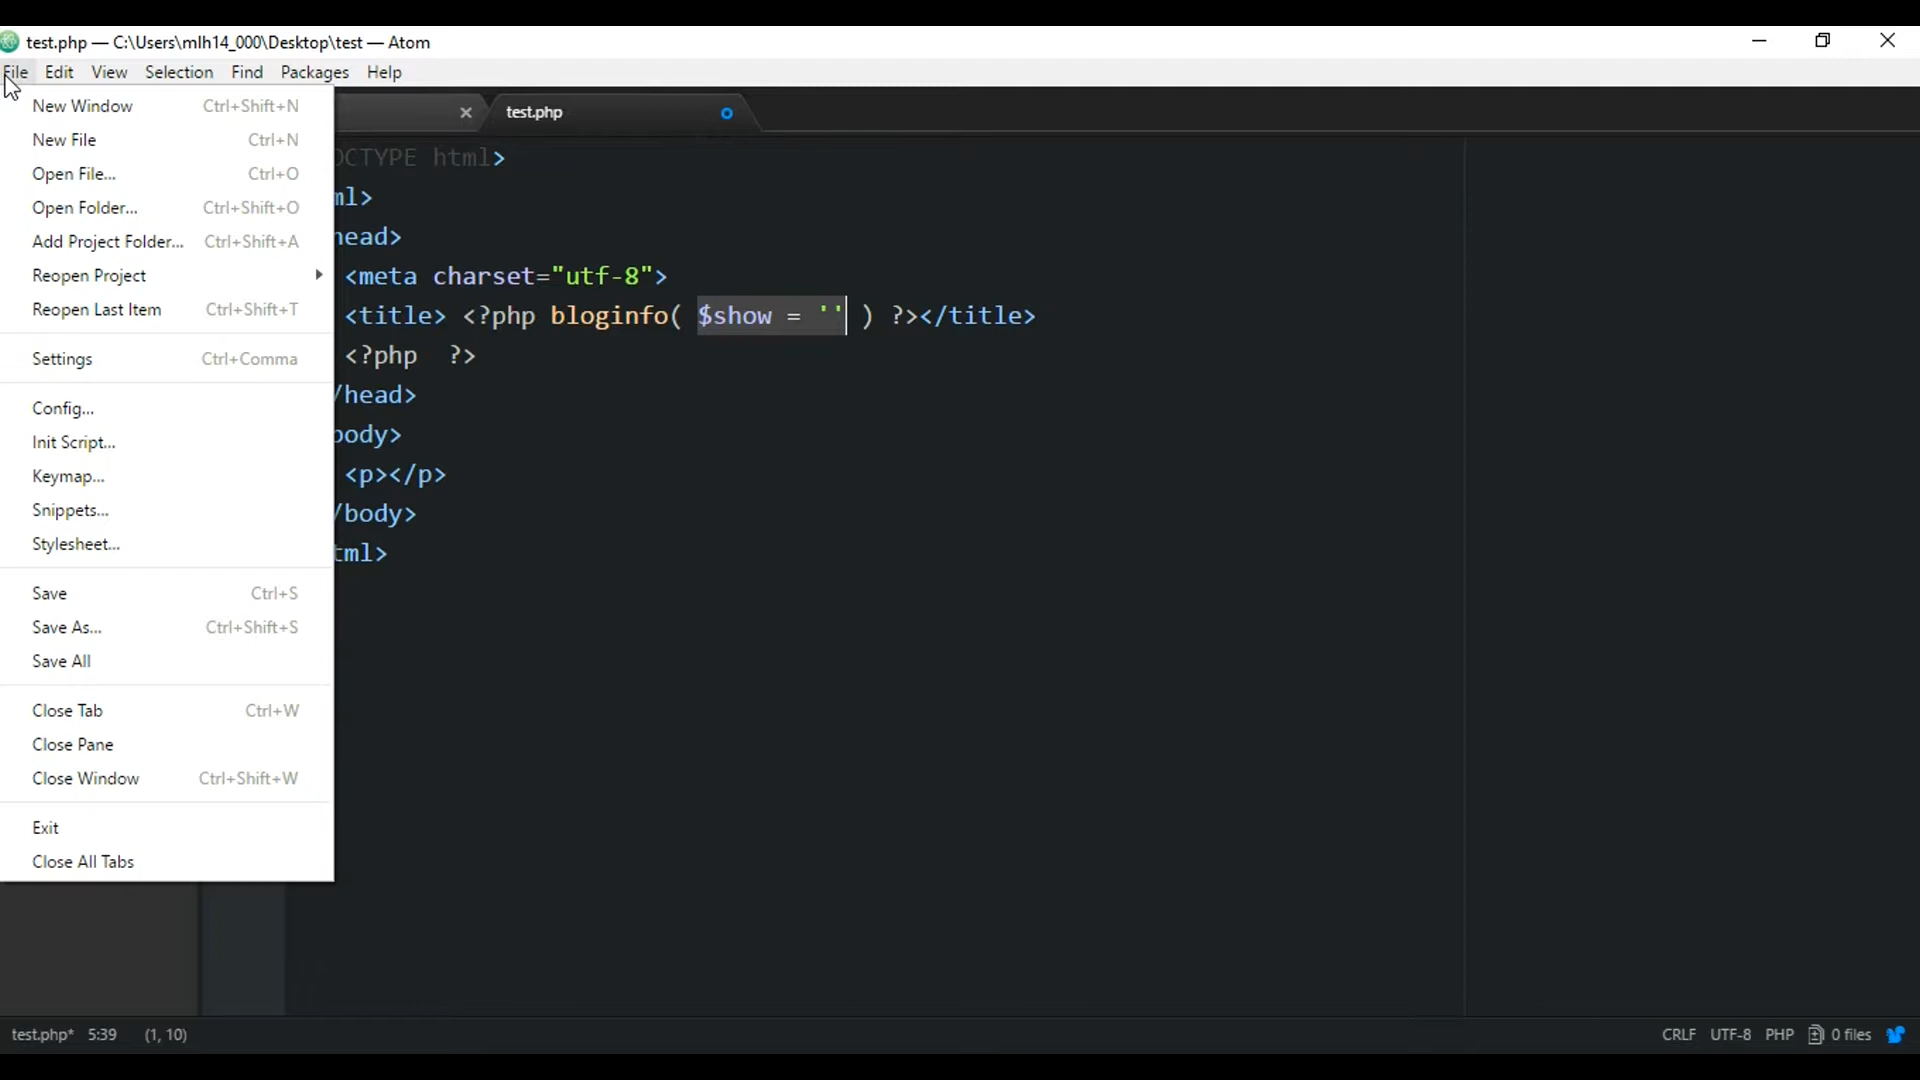 test.php — C:\Users\mlh14_000\Desktop\test — Atom
File Edit View Selection Find Packages Help
New Window Ctrl+Shift+N
New File Ctrl+N
Open File... Ctrl+O
Open Folder... Ctrl+Shift+O
Add Project Folder... Ctrl+Shift+A
Reopen Project
Reopen Last Item Ctrl+Shift+T
Settings Ctrl+Comma
Config...
Init Script...
Keymap...
Snippets...
Stylesheet...
Save Ctrl+S
Save As... Ctrl+Shift+S
Save All
Close Tab Ctrl+W
Close Pane
Close Window Ctrl+Shift+W
Exit
Close All Tabs
test.php
OCTYPE html>
ml>
head>
<meta charset="utf-8">
<title> <?php bloginfo( $show = '' ) ?></title>
<?php  ?>
/head>
body>
<p></p>
/body>
tml>
test.php* 5:39 (1, 10)
CRLF UTF-8 PHP 0 files